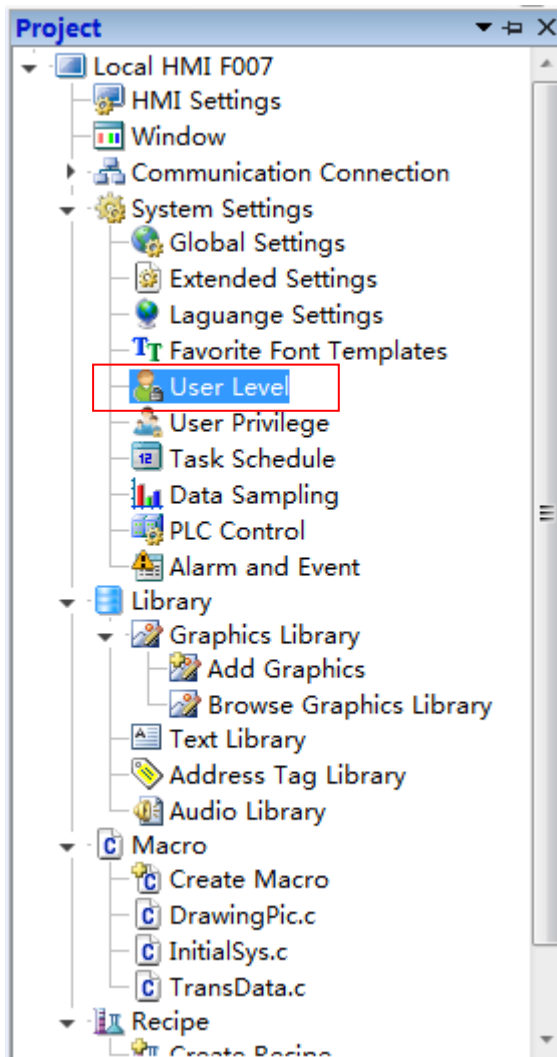 Project
Local HMI F007
HMI Settings
Window
Communication Connection
System Settings
Global Settings
Extended Settings
Laguange Settings
Favorite Font Templates
User Level
User Privilege
Task Schedule
Data Sampling
PLC Control
Alarm and Event
Library
Graphics Library
Add Graphics
Browse Graphics Library
Text Library
Address Tag Library
Audio Library
Macro
Create Macro
DrawingPic.c
InitialSys.c
TransData.c
Recipe
Create Recipe